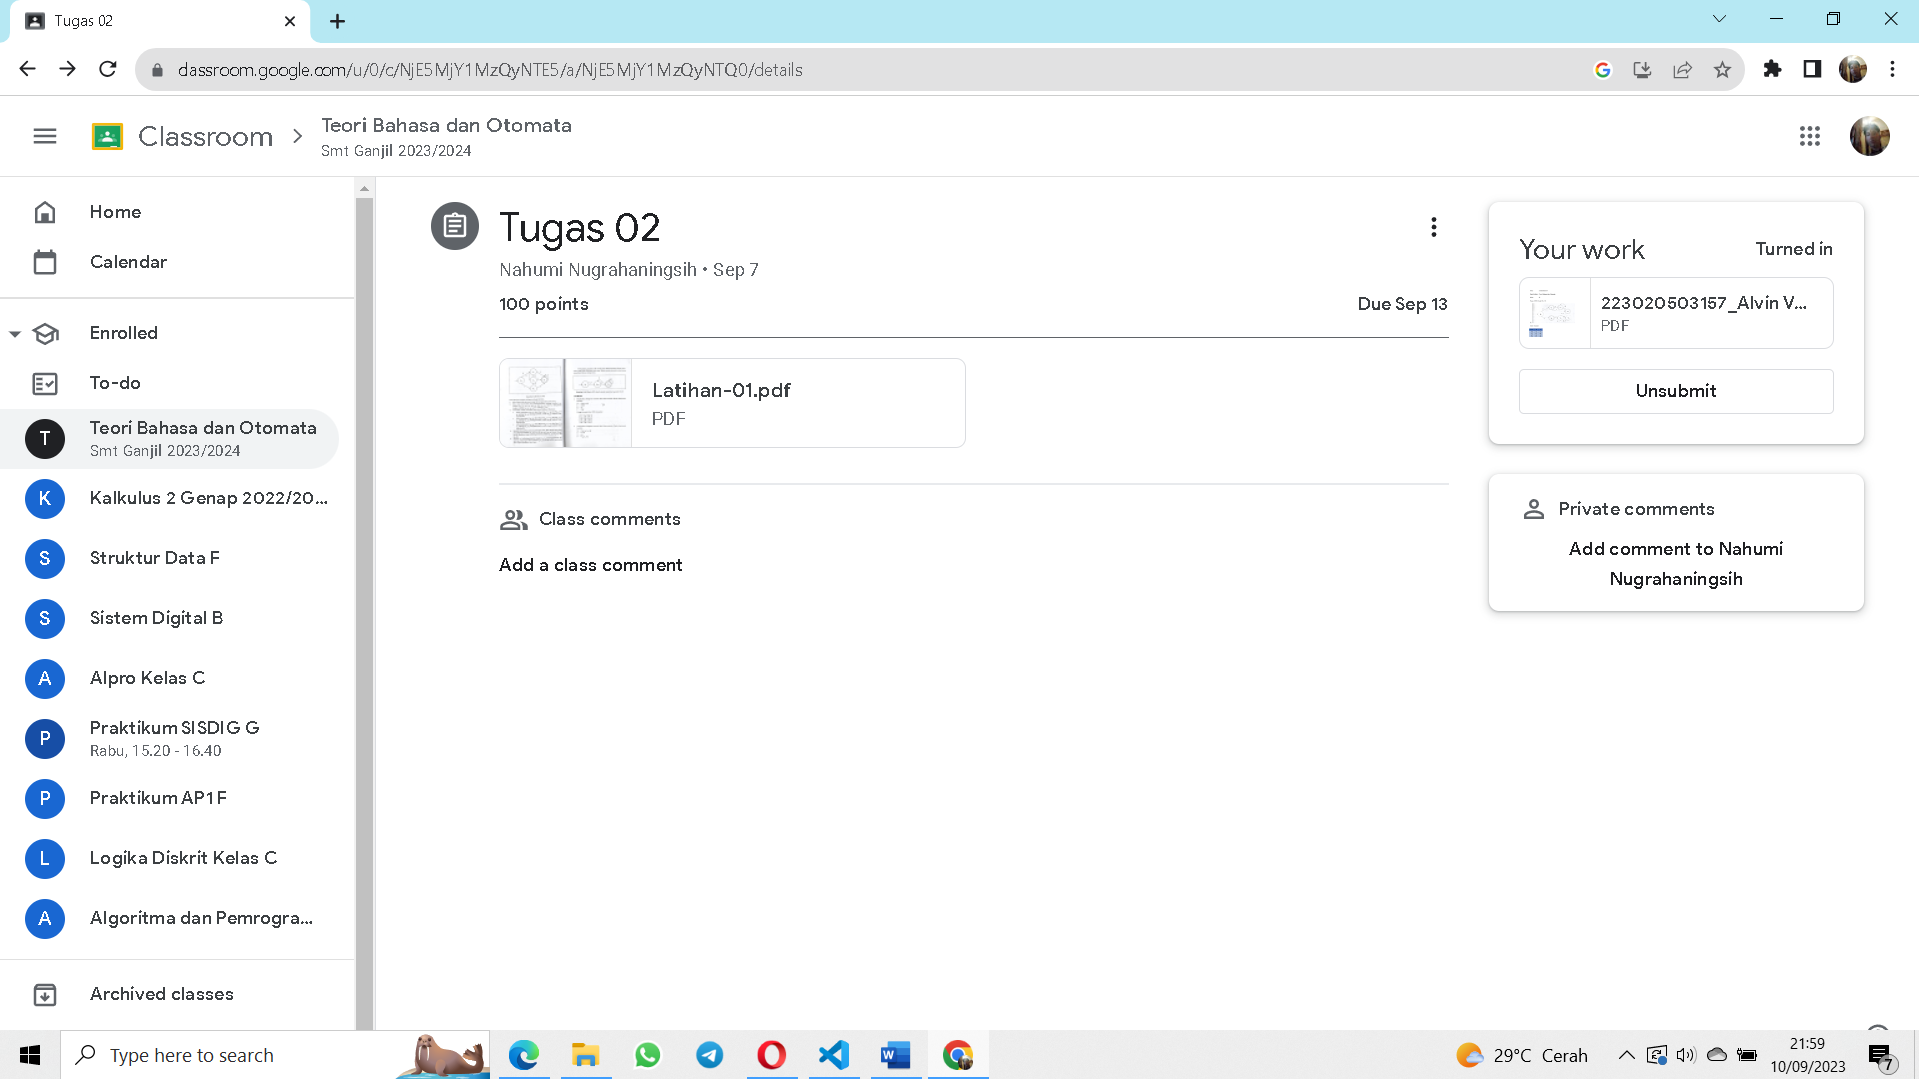 Tugas 02
classroom.google.com/u/0/c/NjE5MjY1MzQyNTE5/a/NjE5MjY1MzQyNTQ0/details
Classroom
Teori Bahasa dan Otomata
Smt Ganjil 2023/2024
Home
Calendar
Enrolled
To-do
T
Teori Bahasa dan Otomata
Smt Ganjil 2023/2024
K
Kalkulus 2 Genap 2022/20...
S
Struktur Data F
S
Sistem Digital B
A
Alpro Kelas C
P
Praktikum SISDIG G
Rabu, 15.20 - 16.40
P
Praktikum AP1 F
L
Logika Diskrit Kelas C
A
Algoritma dan Pemrogra...
Archived classes
Tugas 02
Nahumi Nugrahaningsih • Sep 7
100 points
Due Sep 13
Latihan-01.pdf
PDF
Class comments
Add a class comment
Your work
Turned in
223020503157_Alvin V...
PDF
Unsubmit
Private comments
Add comment to Nahumi
Nugrahaningsih
Type here to search
29°C Cerah
21:59
10/09/2023
7